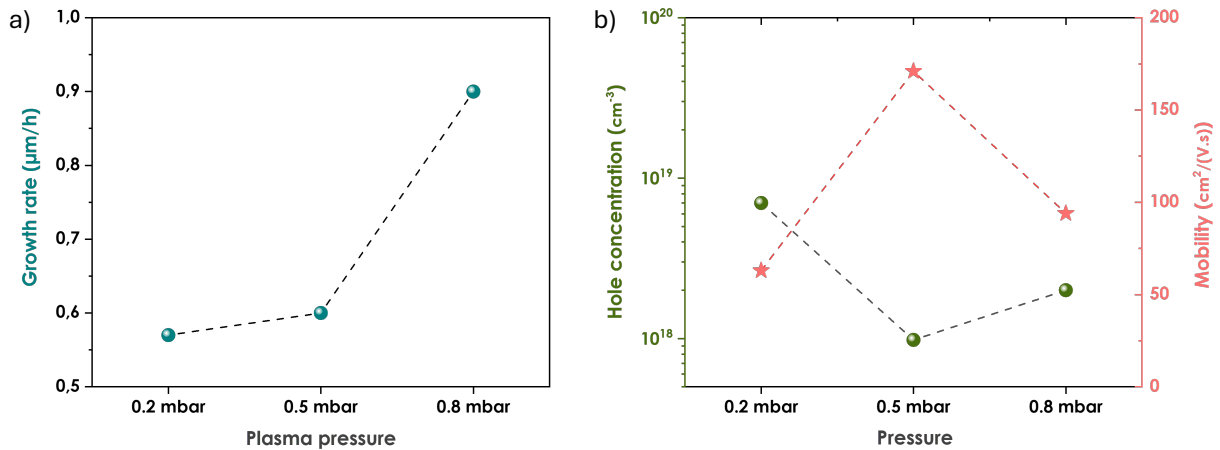 a)
1,0
0,9
0,8
0,7
0,6
0,5
Growth rate (μm/h)
0.2 mbar
0.5 mbar
0.8 mbar
Plasma pressure
b)
10²⁰
10¹⁹
10¹⁸
Hole concentration (cm⁻³)
200
150
100
50
0
Mobility (cm²/(V.s))
0.2 mbar
0.5 mbar
0.8 mbar
Pressure